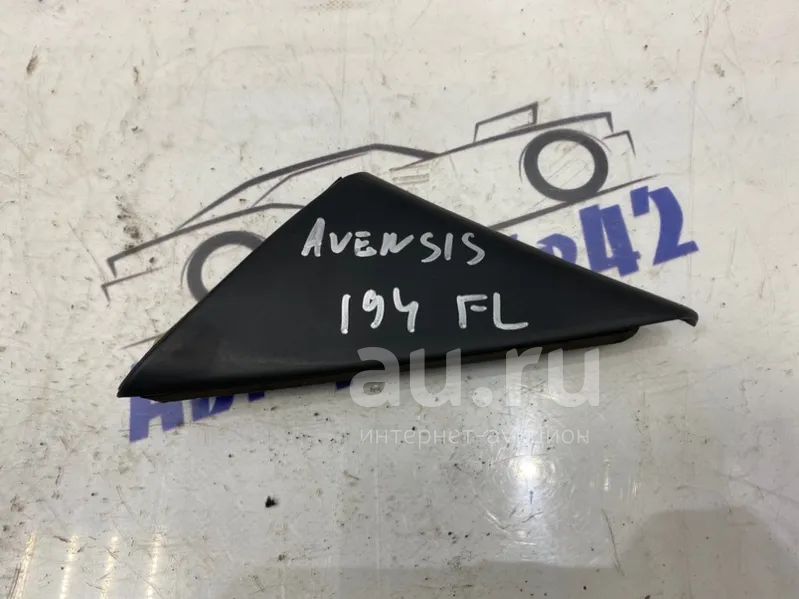 AVENSIS
194 FL
42
au.ru
интернет-аукцион